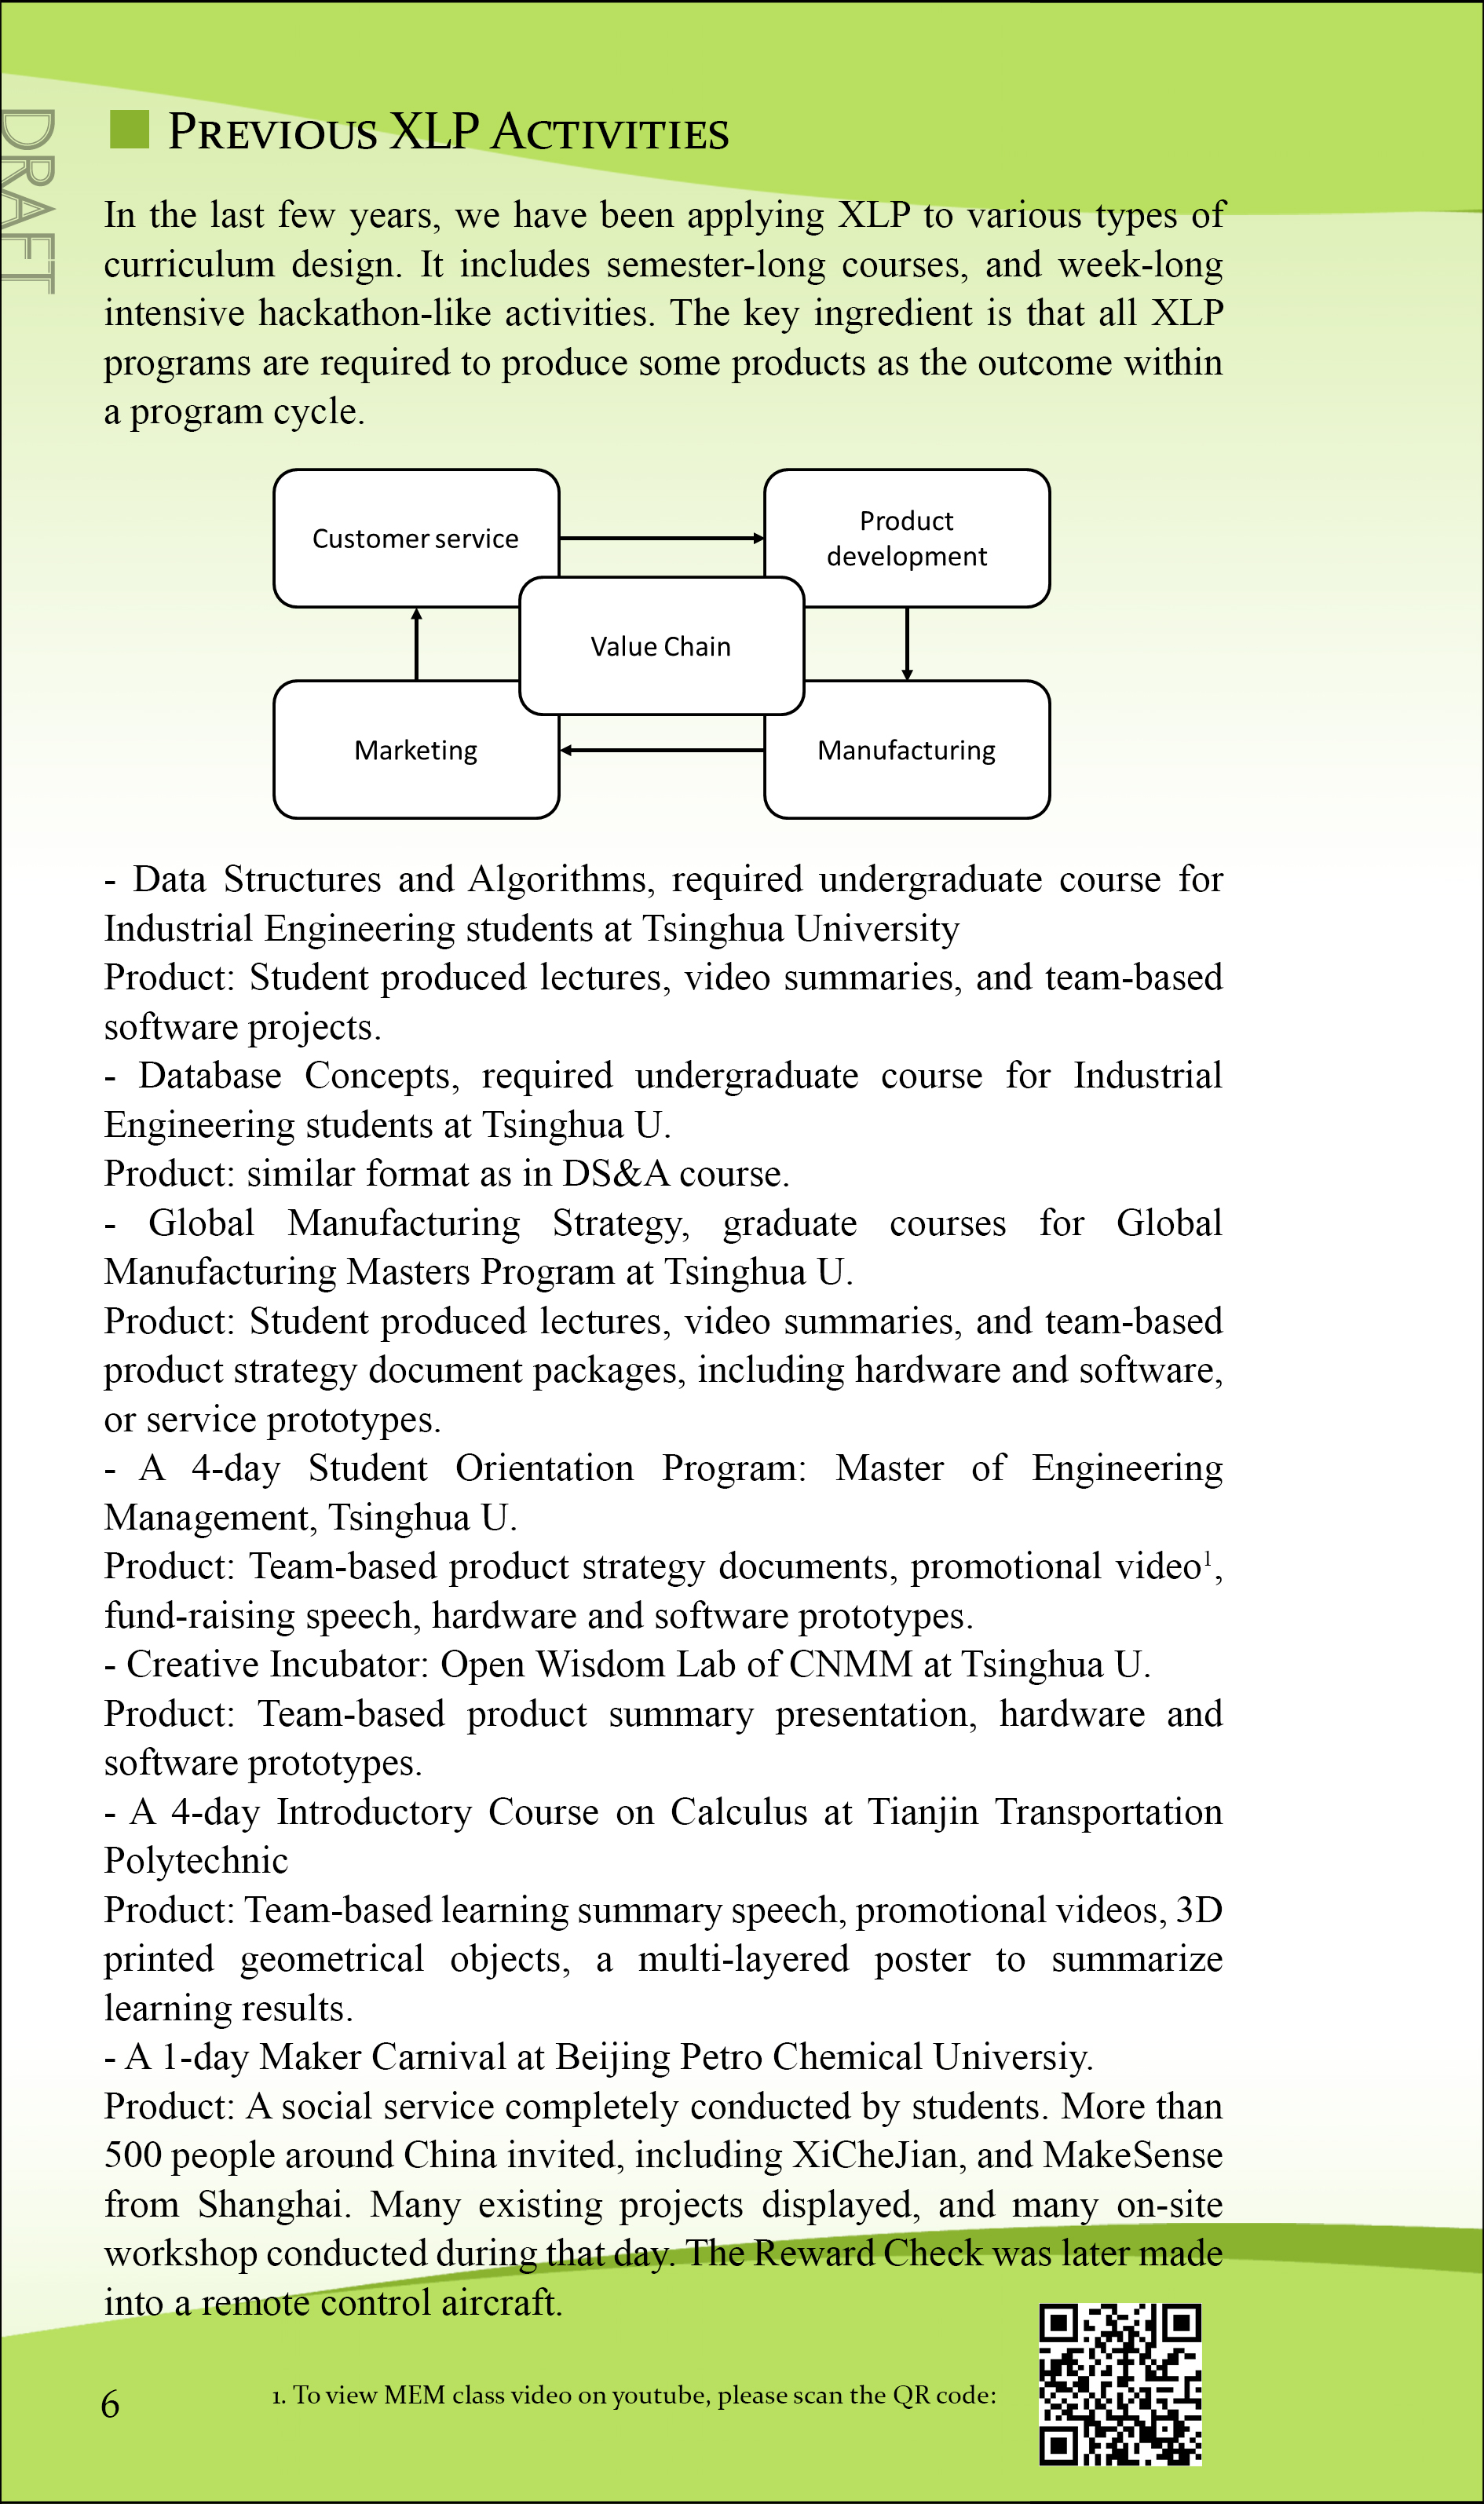 DRAFT
PREVIOUS XLP ACTIVITIES
In the last few years, we have been applying XLP to various types of
curriculum design. It includes semester-long courses, and week-long
intensive hackathon-like activities. The key ingredient is that all XLP
programs are required to produce some products as the outcome within
a program cycle.
Customer service
Product
development
Value Chain
Marketing
Manufacturing
- Data Structures and Algorithms, required undergraduate course for
Industrial Engineering students at Tsinghua University
Product: Student produced lectures, video summaries, and team-based
software projects.
- Database Concepts, required undergraduate course for Industrial
Engineering students at Tsinghua U.
Product: similar format as in DS&A course.
- Global Manufacturing Strategy, graduate courses for Global
Manufacturing Masters Program at Tsinghua U.
Product: Student produced lectures, video summaries, and team-based
product strategy document packages, including hardware and software,
or service prototypes.
- A 4-day Student Orientation Program: Master of Engineering
Management, Tsinghua U.
Product: Team-based product strategy documents, promotional video¹,
fund-raising speech, hardware and software prototypes.
- Creative Incubator: Open Wisdom Lab of CNMM at Tsinghua U.
Product: Team-based product summary presentation, hardware and
software prototypes.
- A 4-day Introductory Course on Calculus at Tianjin Transportation
Polytechnic
Product: Team-based learning summary speech, promotional videos, 3D
printed geometrical objects, a multi-layered poster to summarize
learning results.
- A 1-day Maker Carnival at Beijing Petro Chemical Universiy.
Product: A social service completely conducted by students. More than
500 people around China invited, including XiCheJian, and MakeSense
from Shanghai. Many existing projects displayed, and many on-site
workshop conducted during that day. The Reward Check was later made
into a remote control aircraft.
6
1. To view MEM class video on youtube, please scan the QR code: